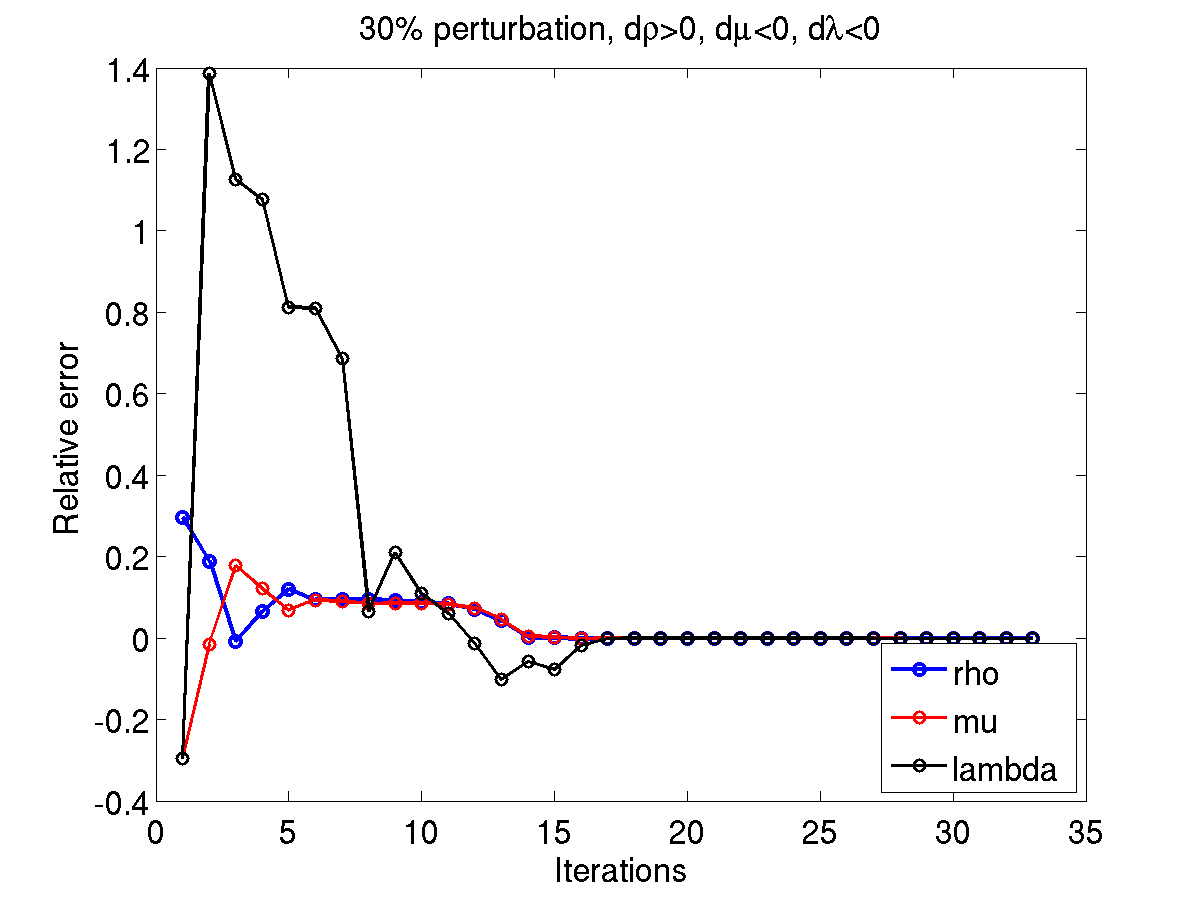 30% perturbation, dρ>0, dμ<0, dλ<0
1.4
1.2
1
0.8
0.6
0.4
0.2
0
-0.2
-0.4
Relative error
0 5 10 15 20 25 30 35
Iterations
rho
mu
lambda